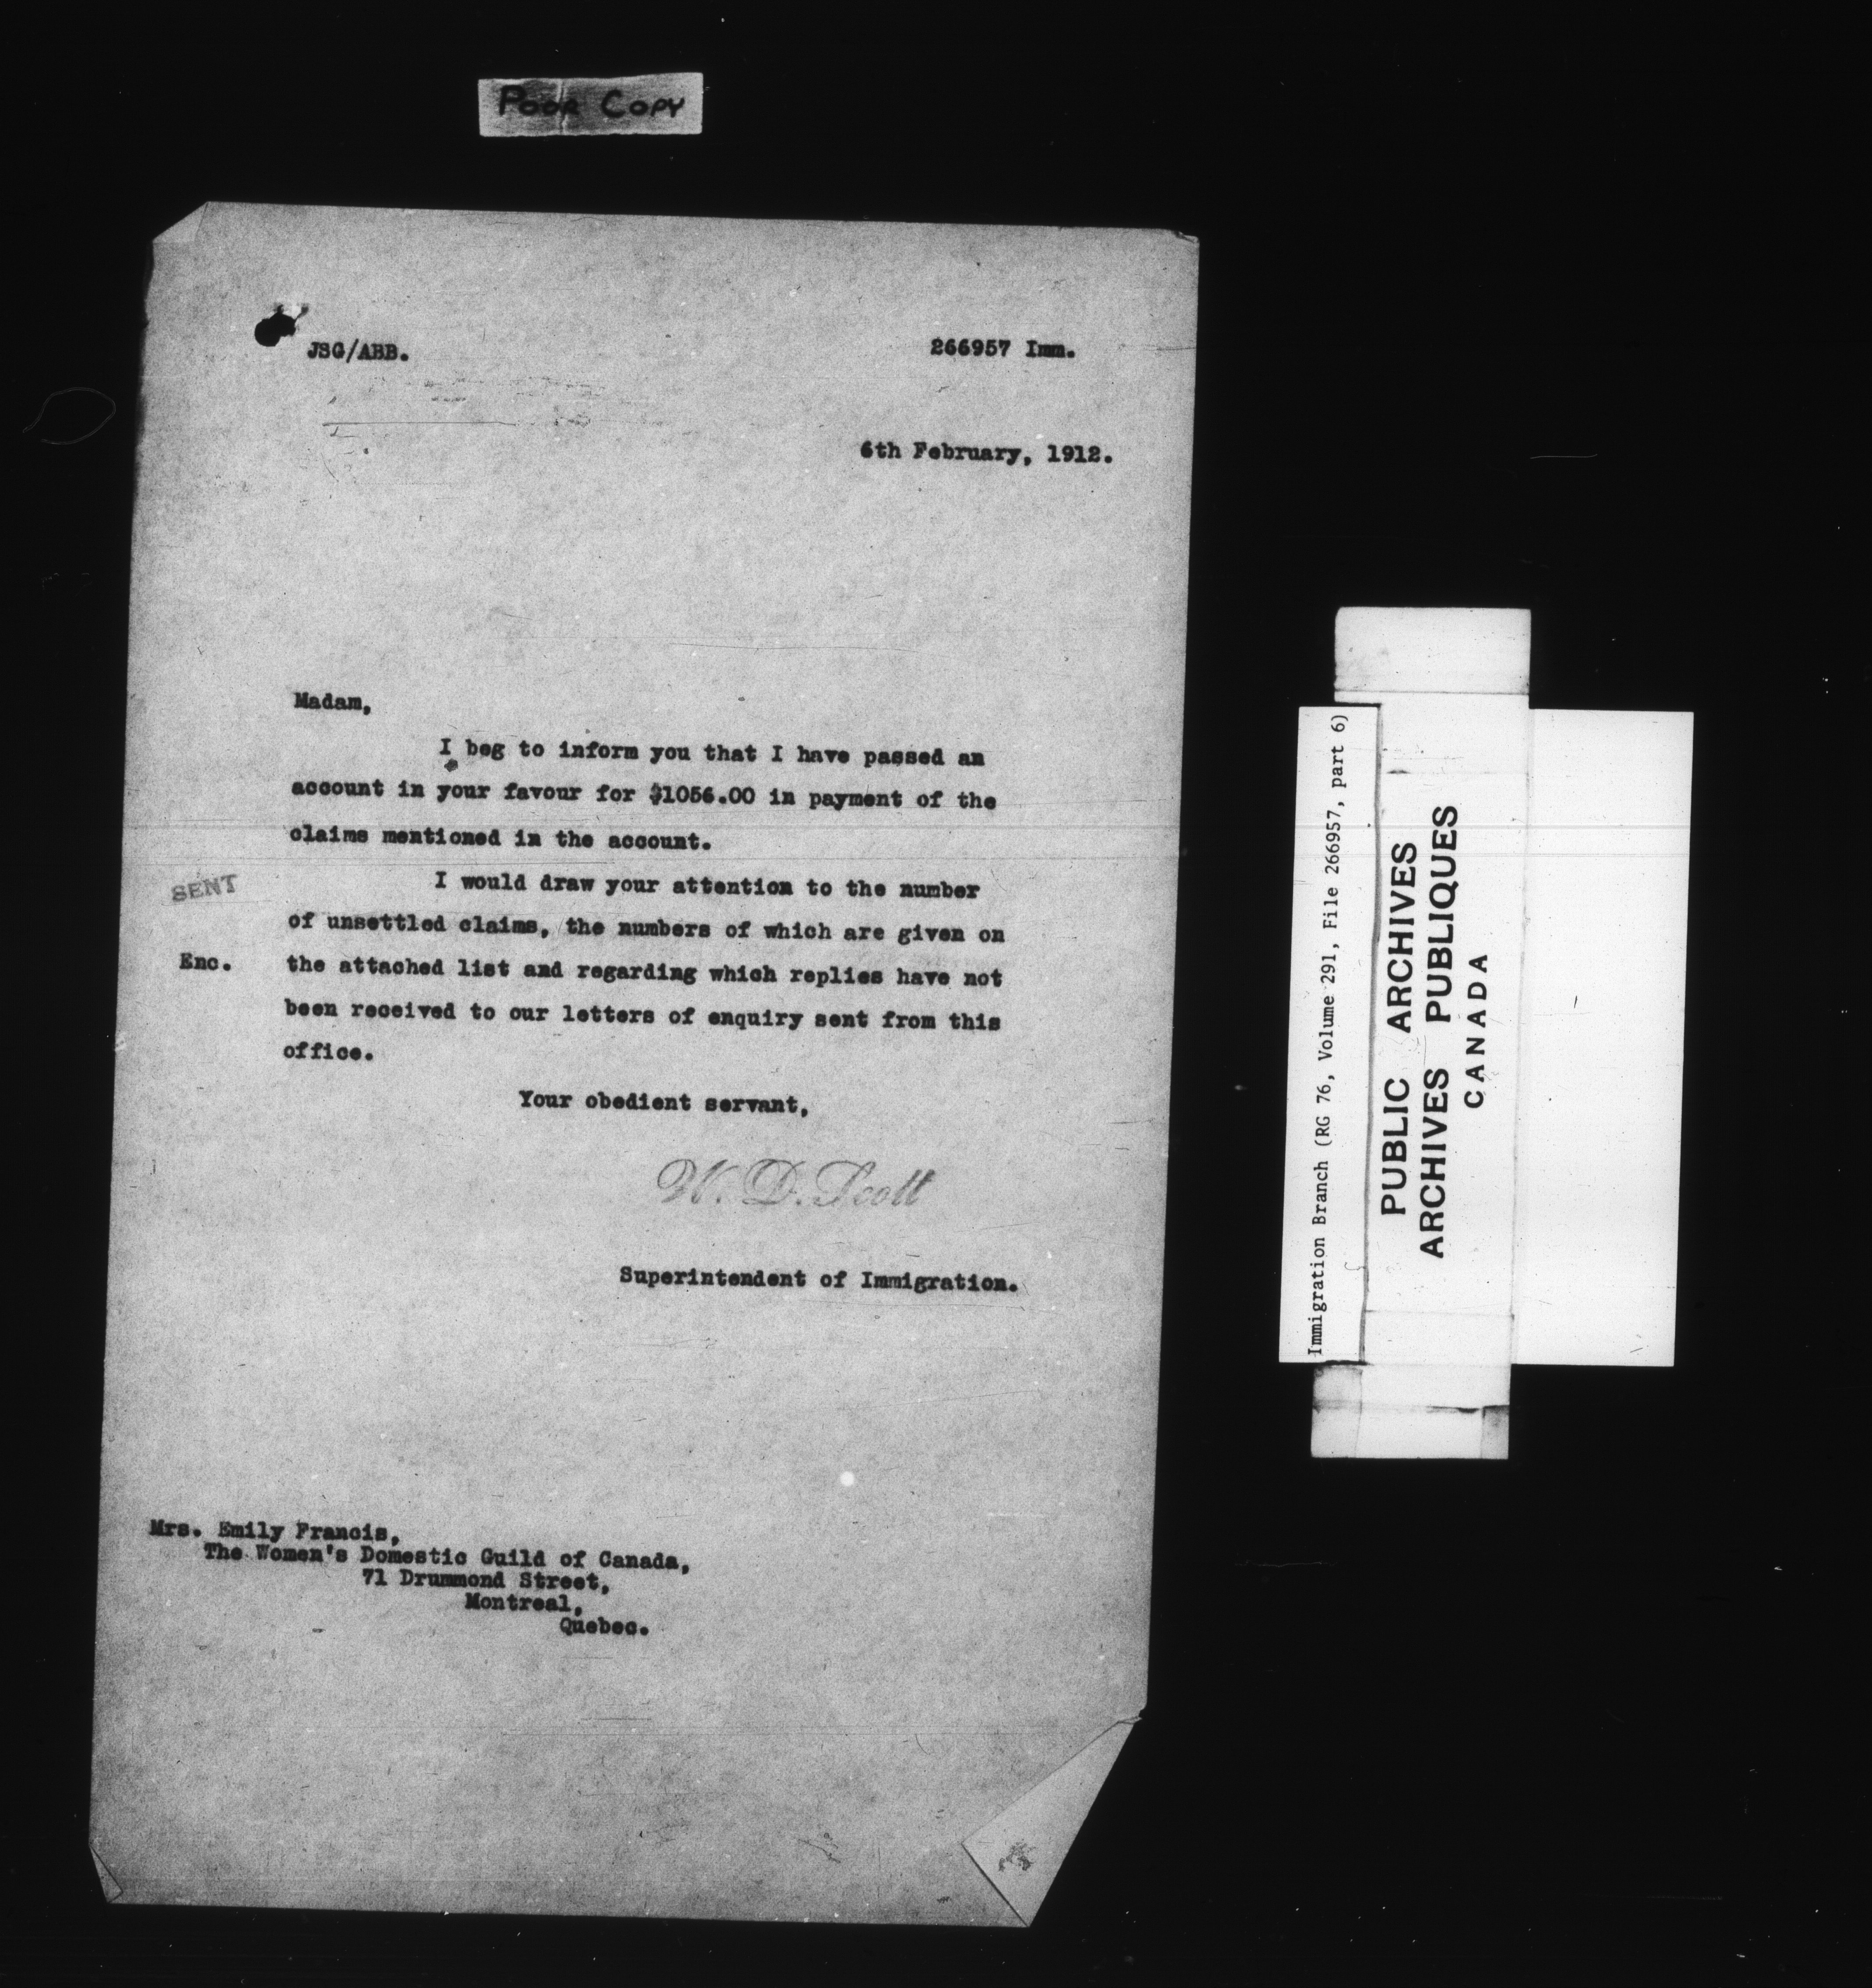 POOR COPY
JSG/ABB.
266957 Imm.
6th February, 1912.
Madam,
I beg to inform you that I have passed an
account in your favour for $1056.00 in payment of the
claims mentioned in the account.
SENT
I would draw your attention to the number
of unsettled claims, the numbers of which are given on
Enc.
the attached list and regarding which replies have not
been received to our letters of enquiry sent from this
office.
Your obedient servant,
W. D. Scott
Superintendent of Immigration.
Mrs. Emily Francis,
The Women's Domestic Guild of Canada,
71 Drummond Street,
Montreal,
Quebec.
Immigration Branch (RG 76, Volume 291, File 266957, part 6)
PUBLIC ARCHIVES
ARCHIVES PUBLIQUES
CANADA